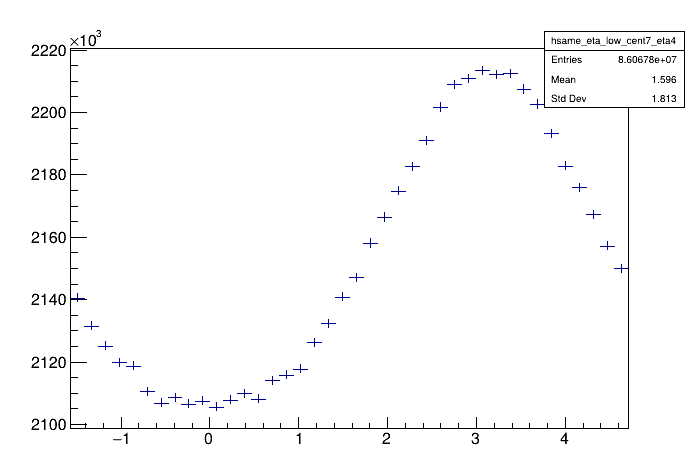 ×10³
hsame_eta_low_cent7_eta4
Entries 8.60678e+07
Mean 1.596
Std Dev 1.813
2220
2200
2180
2160
2140
2120
2100
−1 0 1 2 3 4